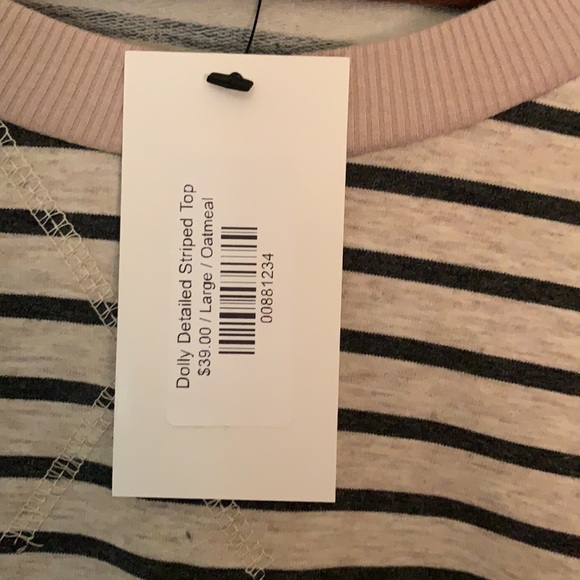 Dolly Detailed Striped Top
$39.00 / Large / Oatmeal
00881234